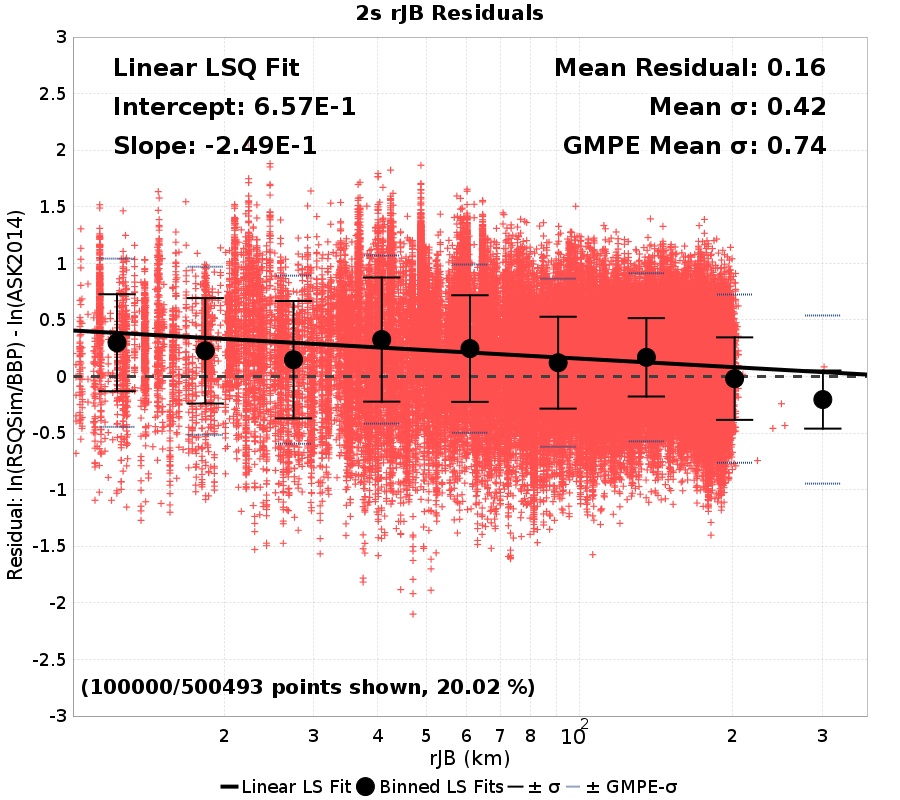 2s rJB Residuals
Linear LSQ Fit
Intercept: 6.57E-1
Slope: -2.49E-1
Mean Residual: 0.16
Mean σ: 0.42
GMPE Mean σ: 0.74
Residual: ln(RSQSim/BBP) - ln(ASK2014)
3
2.5
2
1.5
1
0.5
0
-0.5
-1
-1.5
-2
-2.5
-3
(100000/500493 points shown, 20.02 %)
2 3 4 5 6 7 8 10² 2 3
rJB (km)
Linear LS Fit Binned LS Fits ± σ ± GMPE-σ